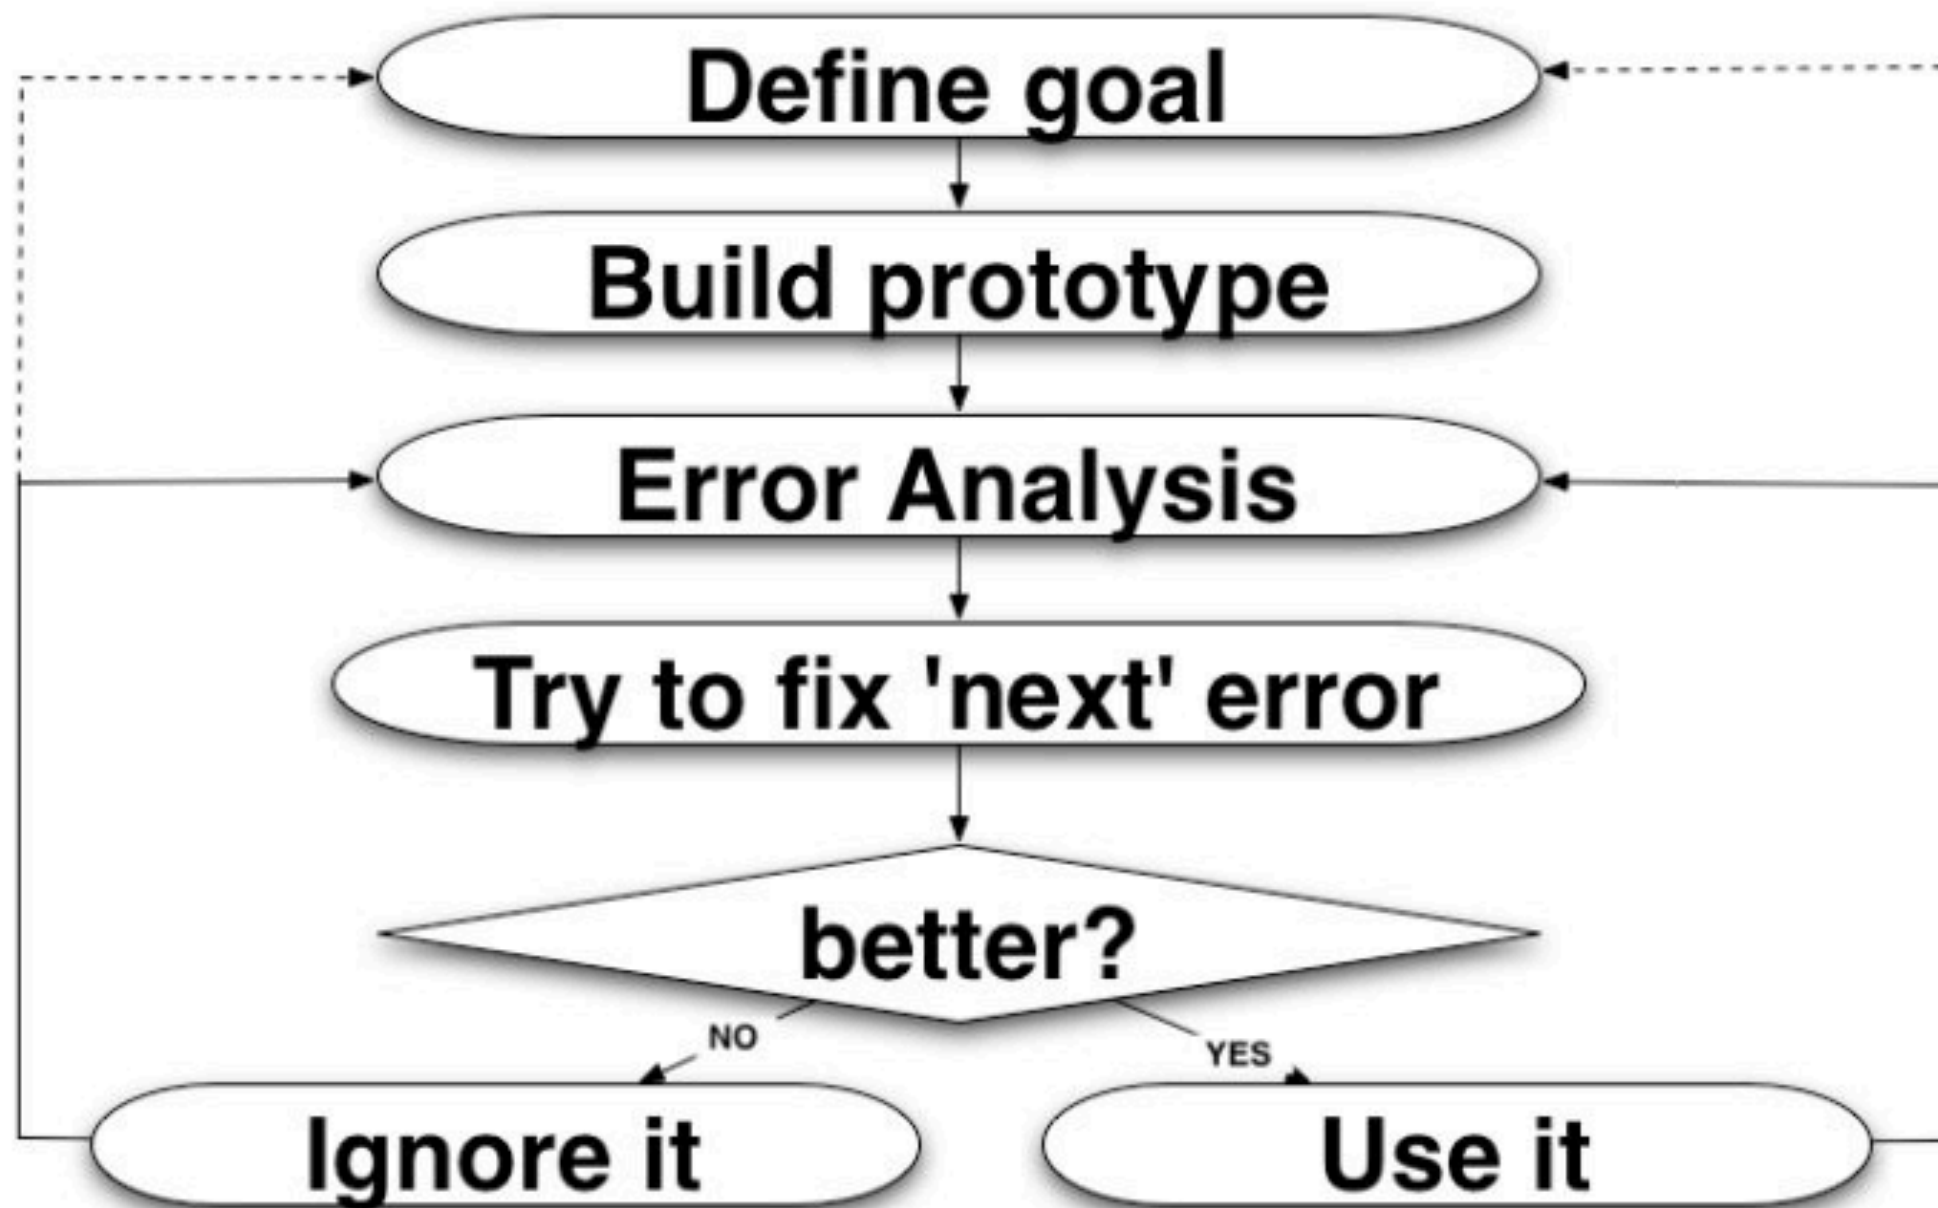 Define goal
Build prototype
Error Analysis
Try to fix 'next' error
better?
NO
YES
Ignore it
Use it